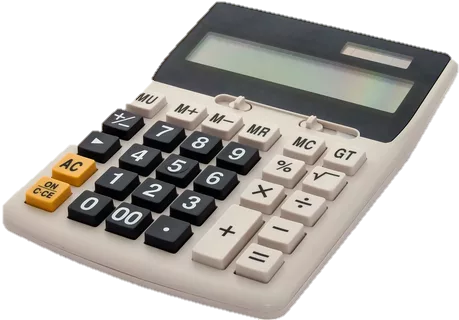 MU M+ M− MR MC GT
+/− 7 8 9 % √
▶ 4 5 6 × ÷
AC 1 2 3 + −
ON
C·CE 0 00 · =